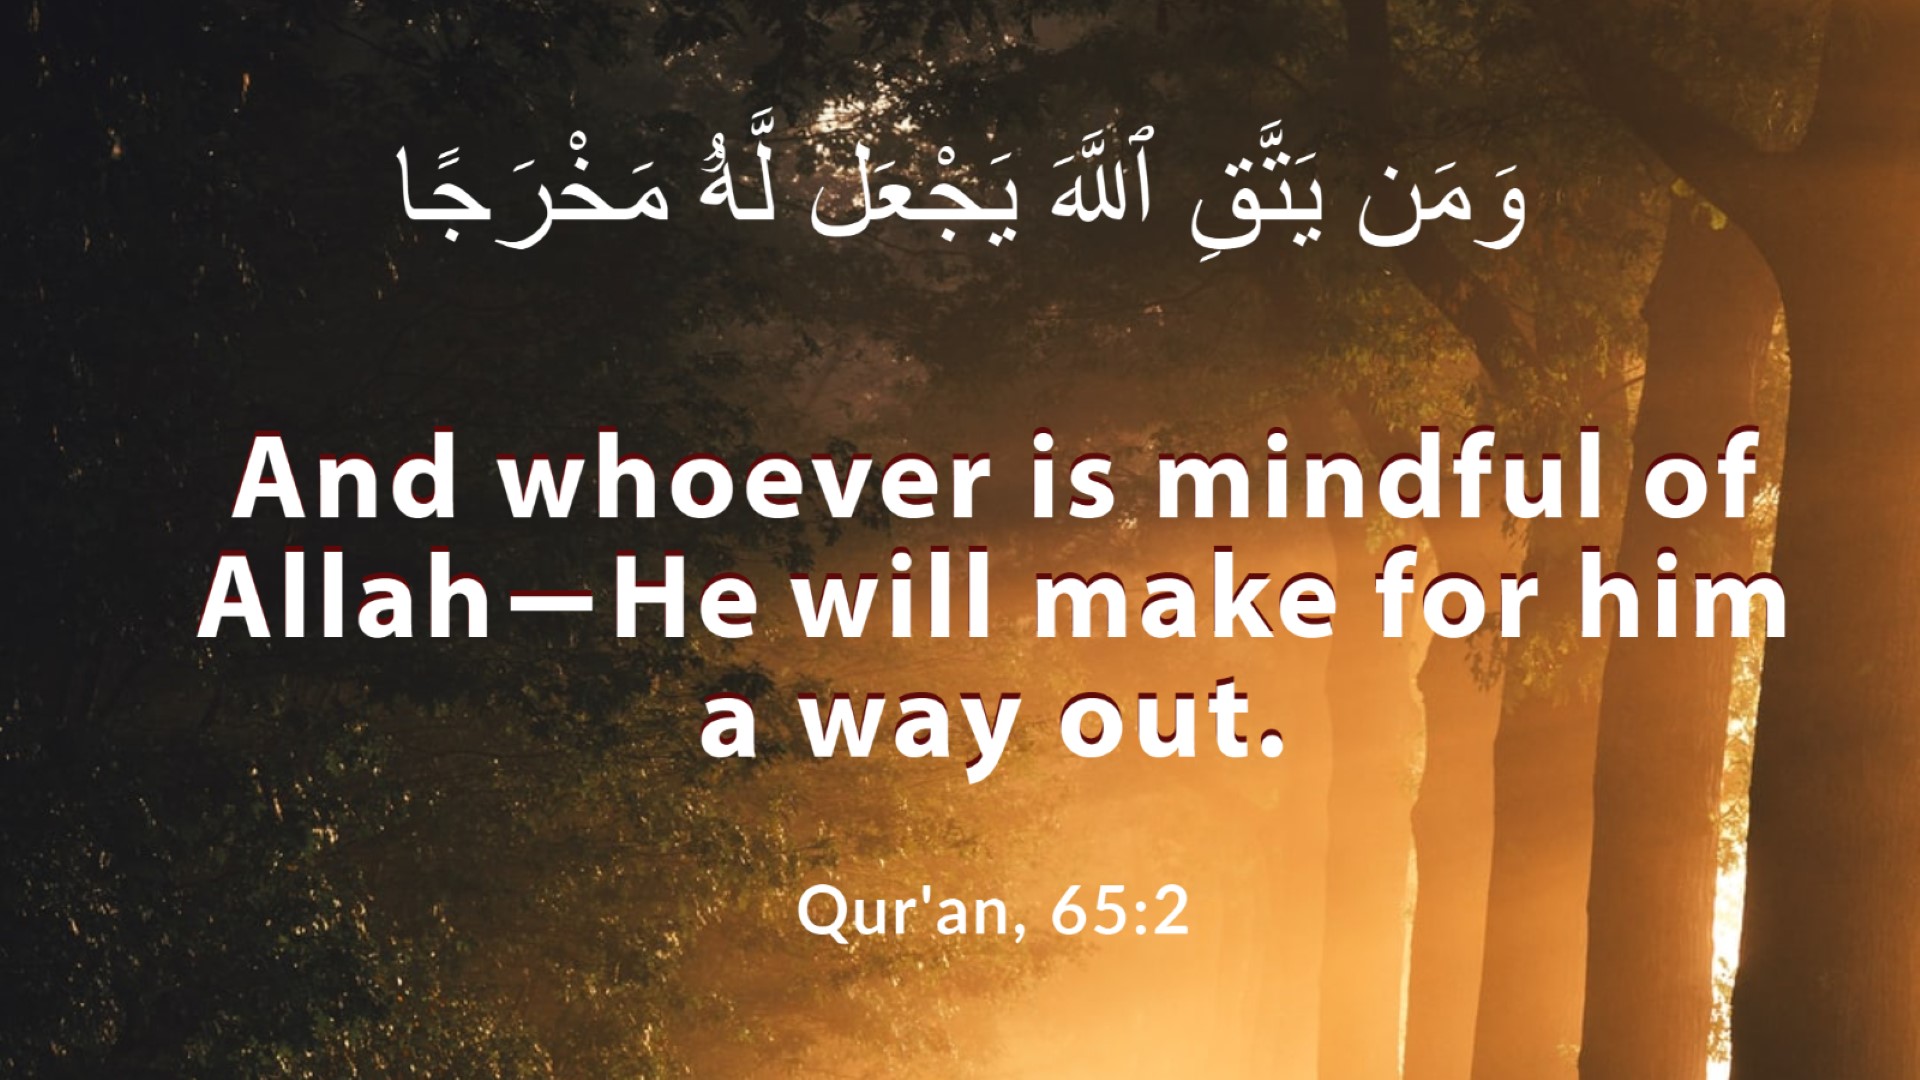 وَمَن يَتَّقِ ٱللَّهَ يَجْعَل لَّهُۥ مَخْرَجًا
And whoever is mindful of
Allah—He will make for him
a way out.
Qur'an, 65:2